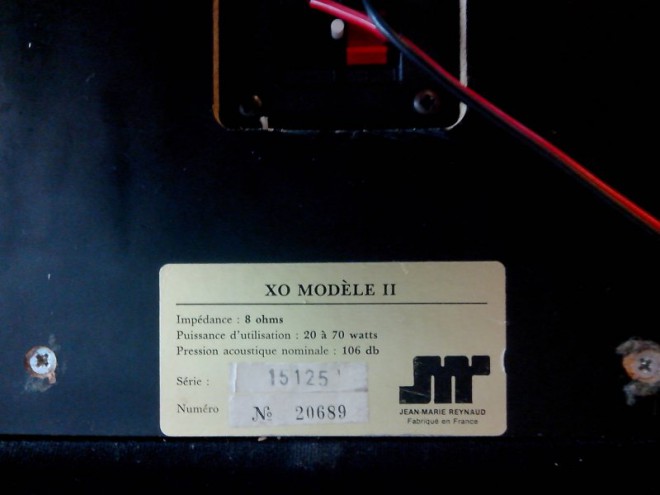 XO MODÈLE II
Impédance : 8 ohms
Puissance d'utilisation : 20 à 70 watts
Pression acoustique nominale : 106 db
Série : 15125
Numéro Nº 20689
JMR
JEAN-MARIE REYNAUD
Fabriqué en France